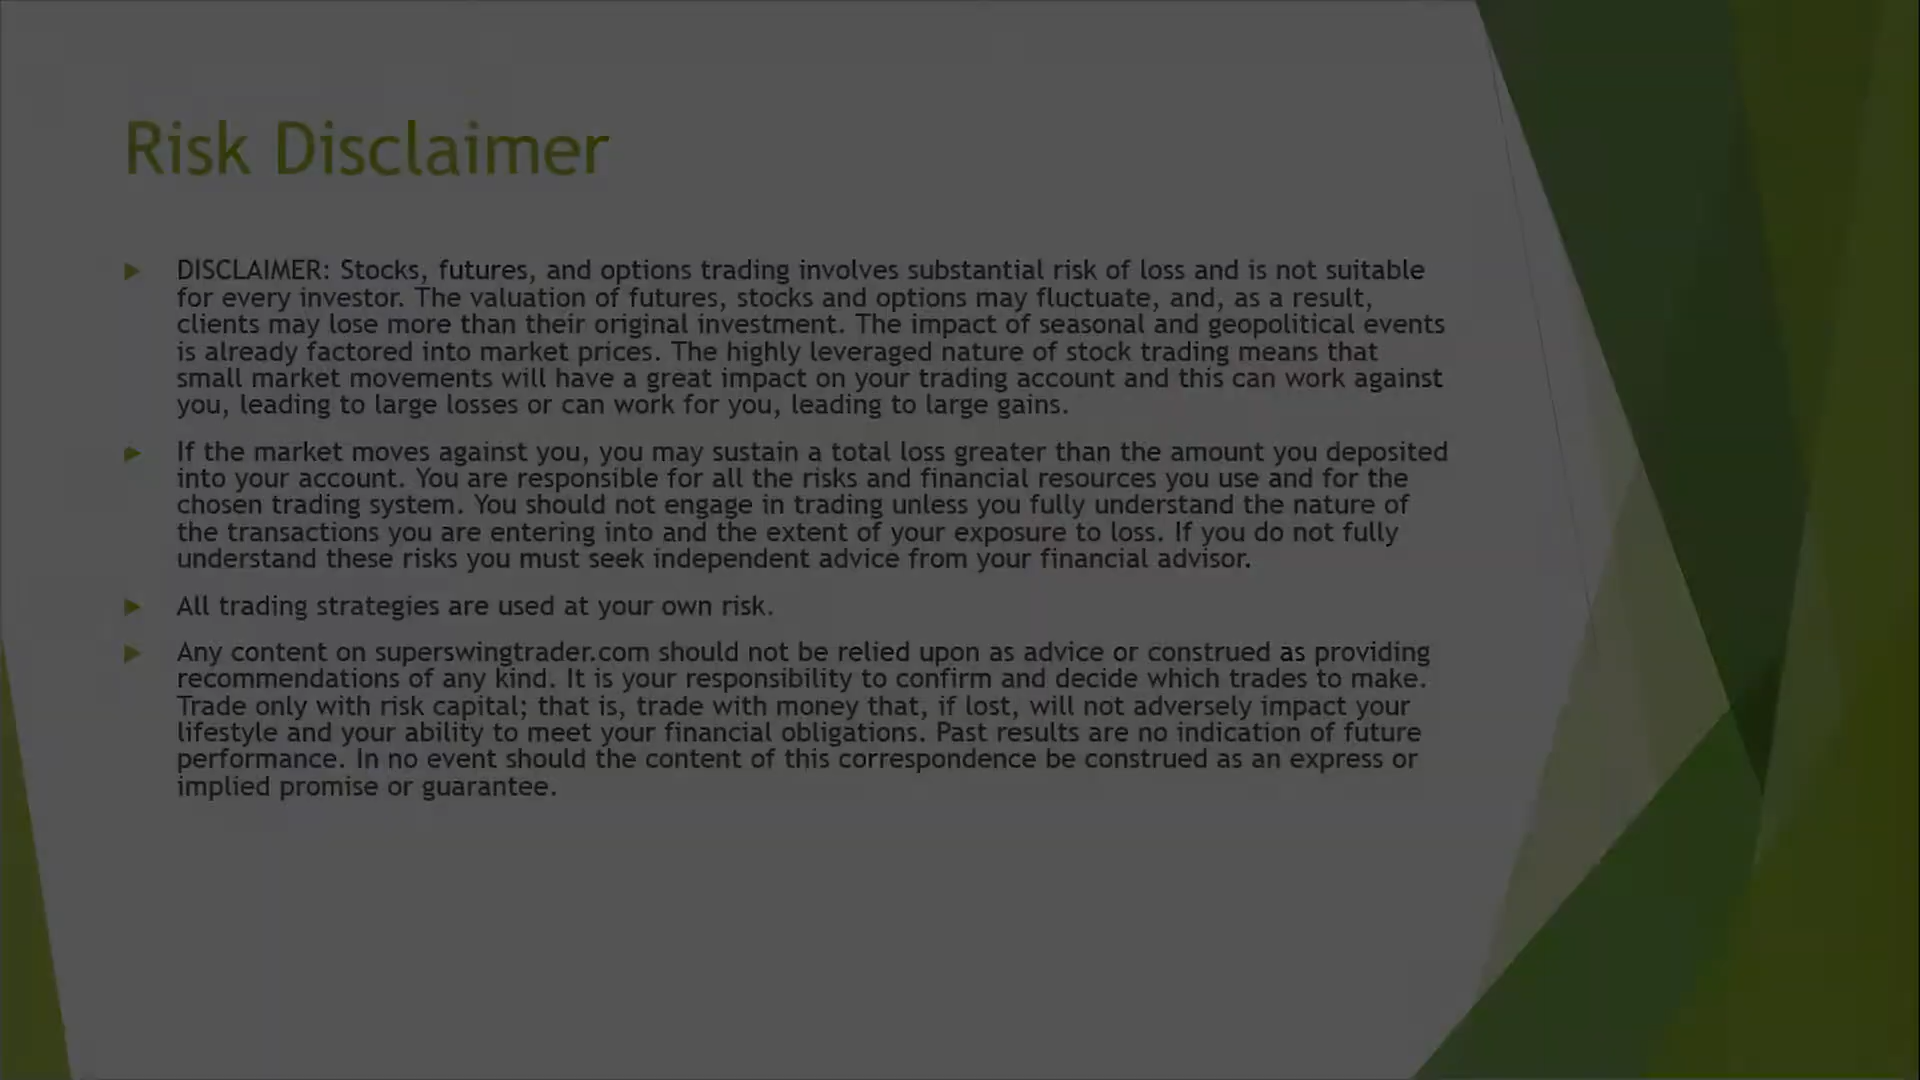 Risk Disclaimer
DISCLAIMER: Stocks, futures, and options trading involves substantial risk of loss and is not suitable
for every investor. The valuation of futures, stocks and options may fluctuate, and, as a result,
clients may lose more than their original investment. The impact of seasonal and geopolitical events
is already factored into market prices. The highly leveraged nature of stock trading means that
small market movements will have a great impact on your trading account and this can work against
you, leading to large losses or can work for you, leading to large gains.
If the market moves against you, you may sustain a total loss greater than the amount you deposited
into your account. You are responsible for all the risks and financial resources you use and for the
chosen trading system. You should not engage in trading unless you fully understand the nature of
the transactions you are entering into and the extent of your exposure to loss. If you do not fully
understand these risks you must seek independent advice from your financial advisor.
All trading strategies are used at your own risk.
Any content on superswingtrader.com should not be relied upon as advice or construed as providing
recommendations of any kind. It is your responsibility to confirm and decide which trades to make.
Trade only with risk capital; that is, trade with money that, if lost, will not adversely impact your
lifestyle and your ability to meet your financial obligations. Past results are no indication of future
performance. In no event should the content of this correspondence be construed as an express or
implied promise or guarantee.